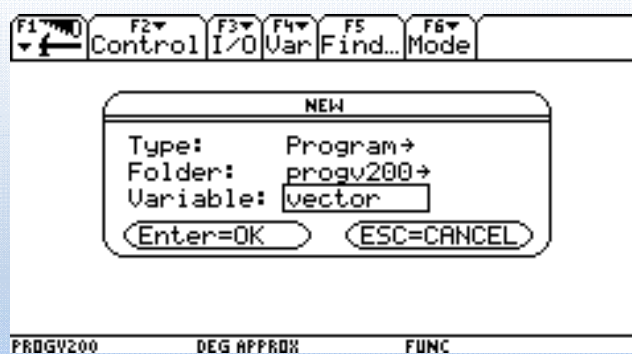 F1 F2 F3 F4 F5 F6
Control I/O Var Find... Mode
NEW
Type: Program→
Folder: progv200→
Variable: vector
Enter=OK ESC=CANCEL
PROGV200 DEG APPROX FUNC